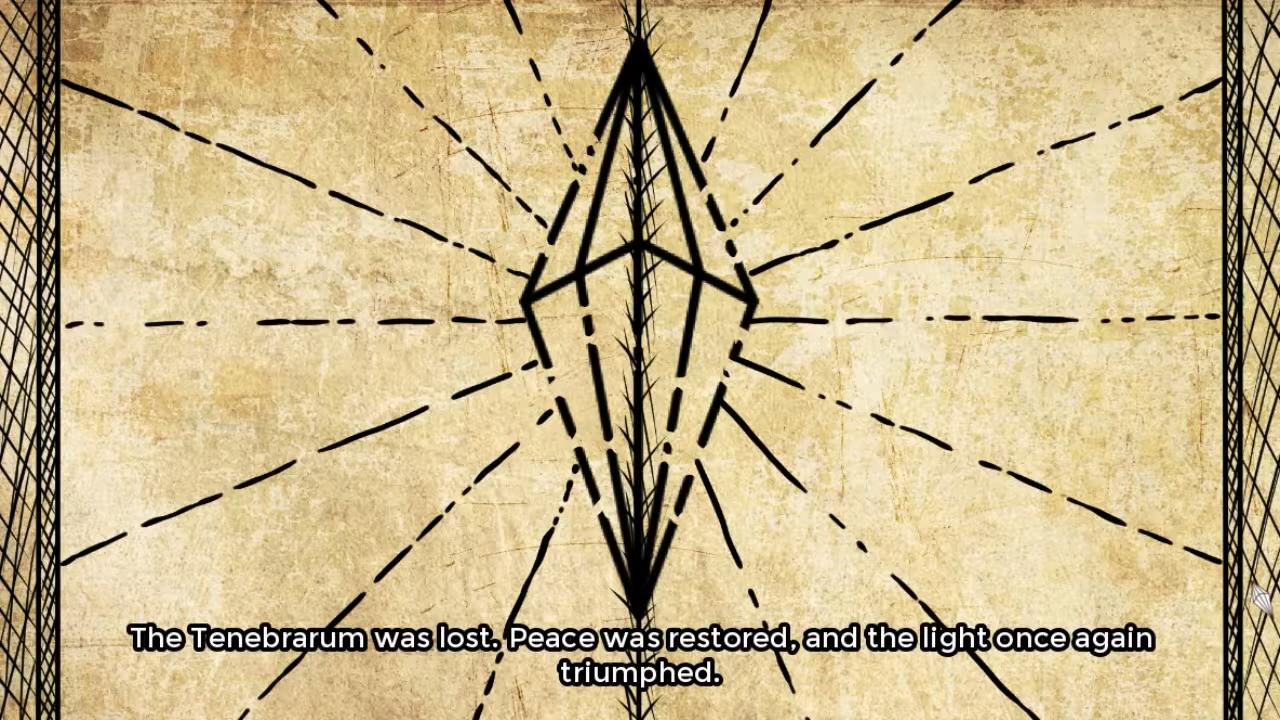 The Tenebrarum was lost. Peace was restored, and the light once again
triumphed.